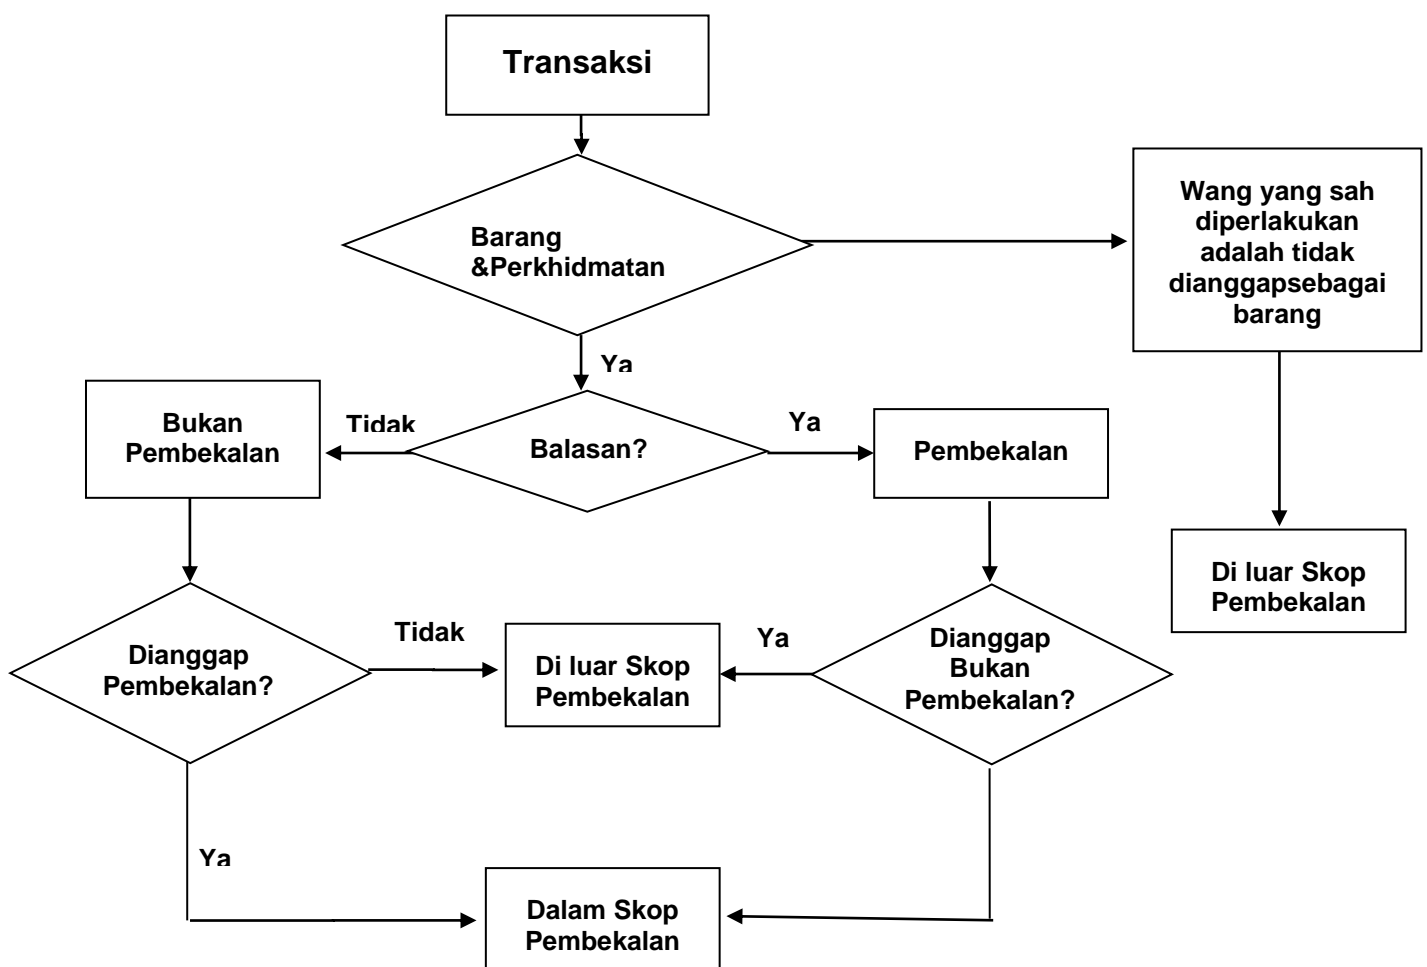 Transaksi
Barang
&Perkhidmatan
Wang yang sah
diperlakukan
adalah tidak
dianggapsebagai
barang
Ya
Bukan
Pembekalan
Tidak
Balasan?
Ya
Pembekalan
Di luar Skop
Pembekalan
Dianggap
Pembekalan?
Tidak
Di luar Skop
Pembekalan
Ya
Dianggap
Bukan
Pembekalan?
Ya
Dalam Skop
Pembekalan